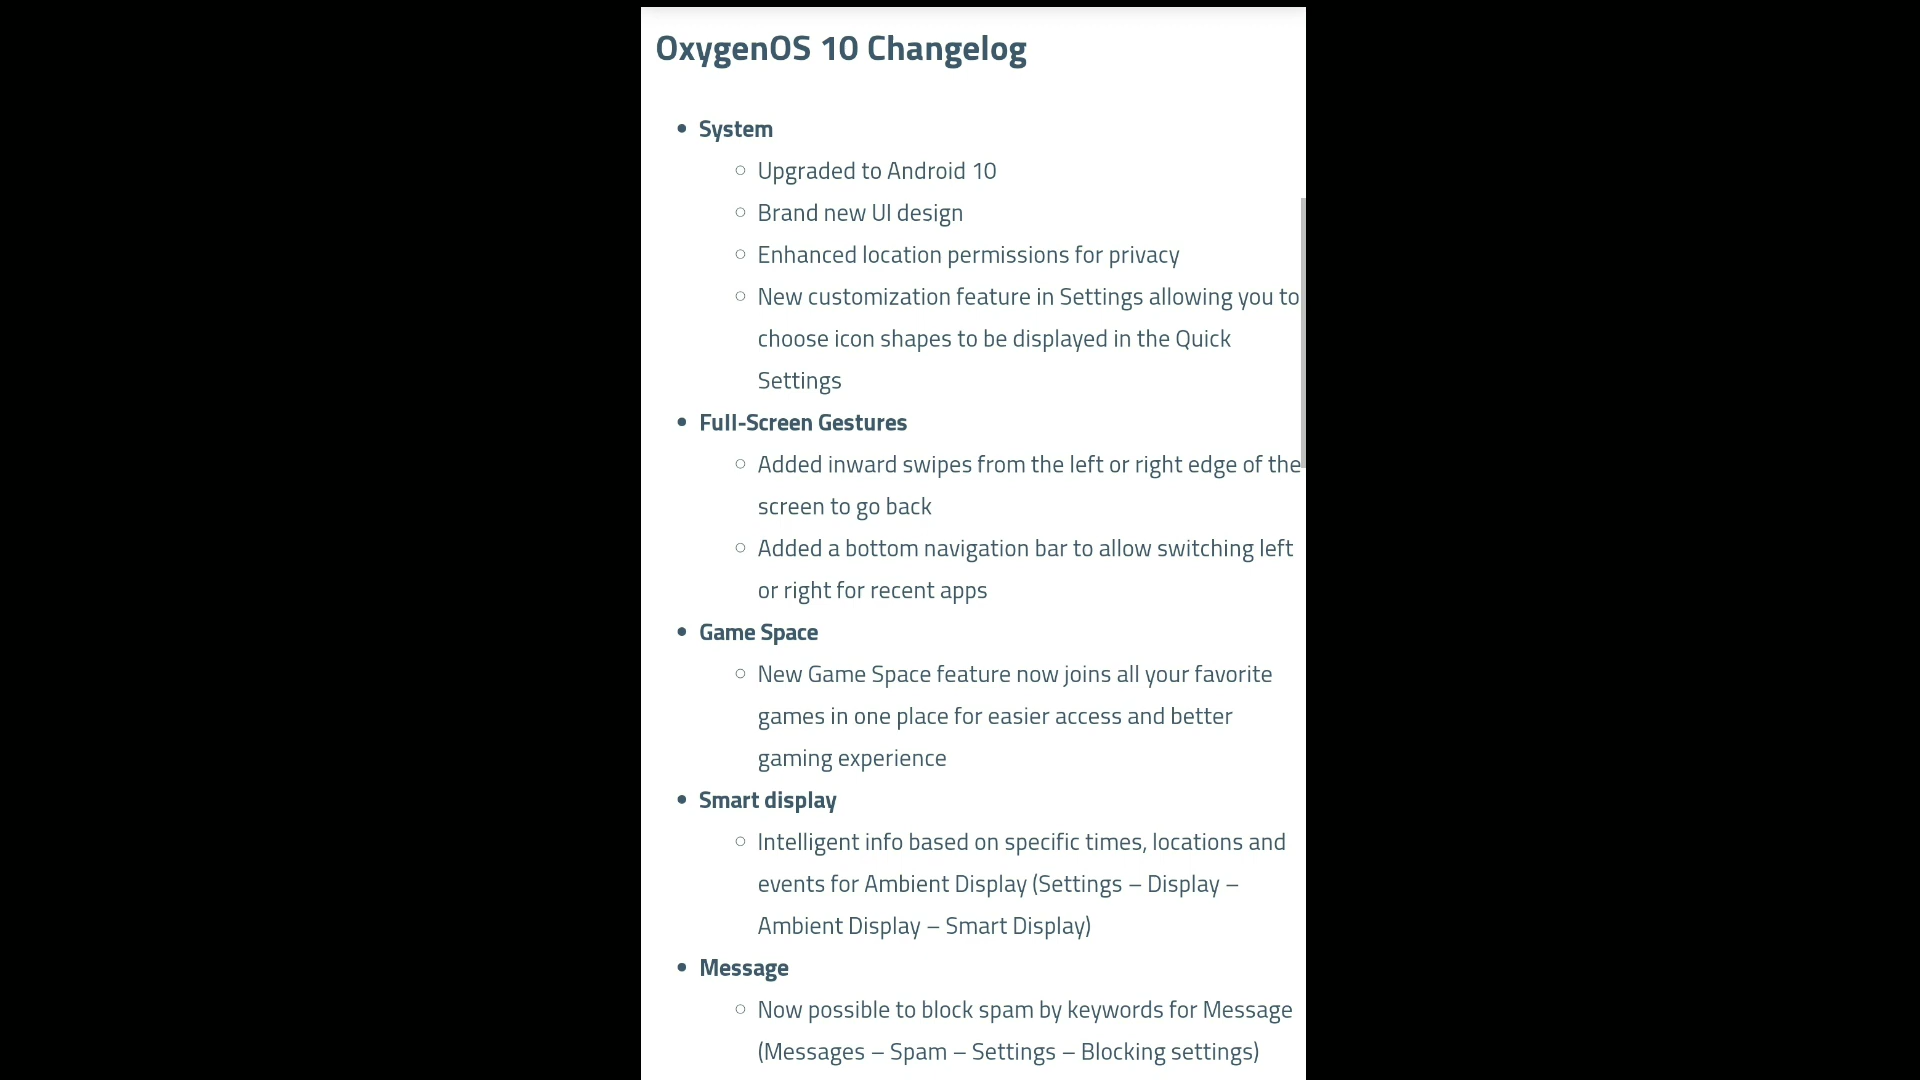 OxygenOS 10 Changelog
System
Upgraded to Android 10
Brand new UI design
Enhanced location permissions for privacy
New customization feature in Settings allowing you to
choose icon shapes to be displayed in the Quick
Settings
Full-Screen Gestures
Added inward swipes from the left or right edge of the
screen to go back
Added a bottom navigation bar to allow switching left
or right for recent apps
Game Space
New Game Space feature now joins all your favorite
games in one place for easier access and better
gaming experience
Smart display
Intelligent info based on specific times, locations and
events for Ambient Display (Settings – Display –
Ambient Display – Smart Display)
Message
Now possible to block spam by keywords for Message
(Messages – Spam – Settings – Blocking settings)